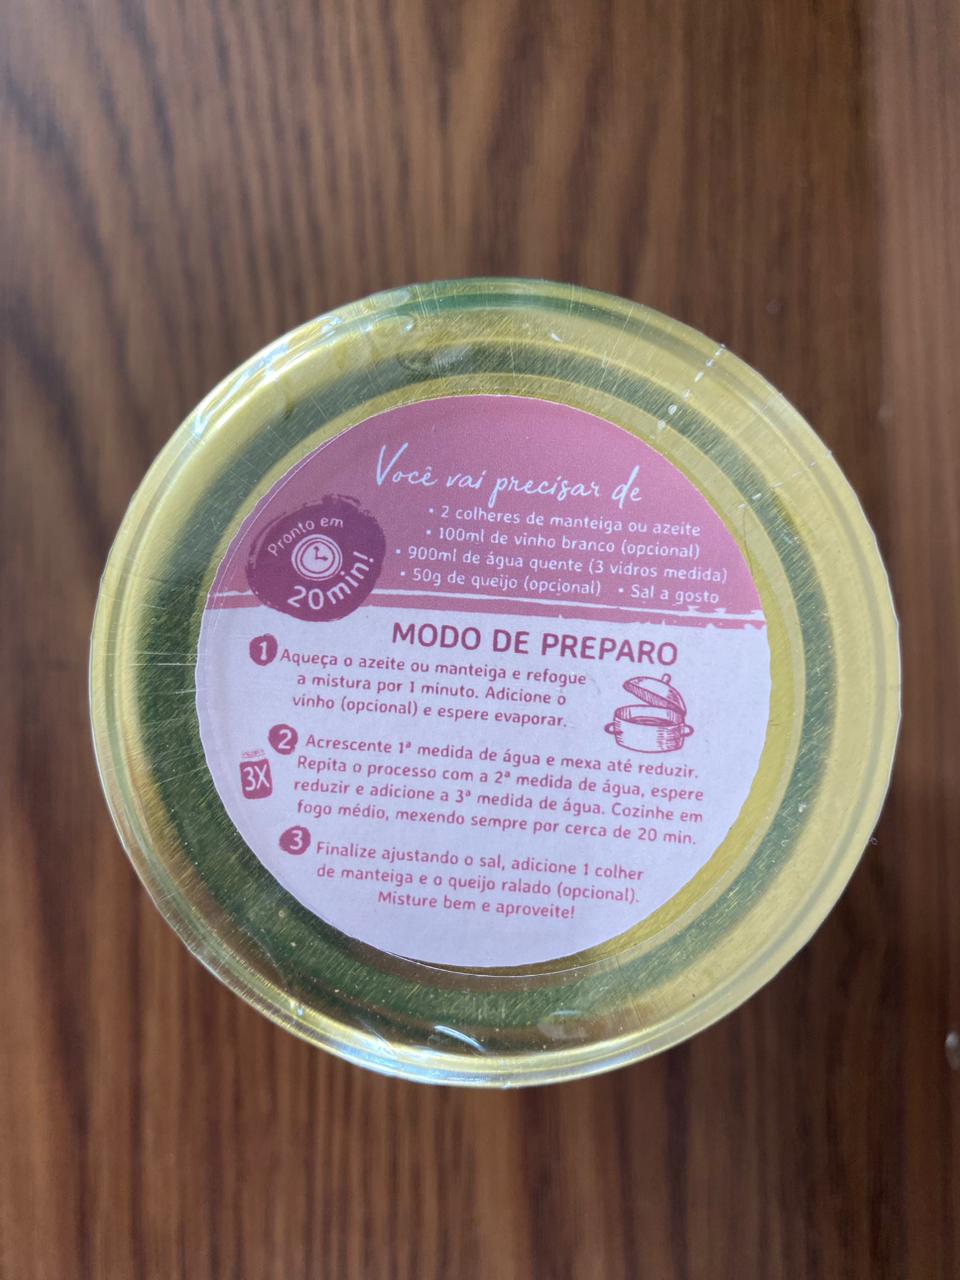 Você vai precisar de
• 2 colheres de manteiga ou azeite
• 100ml de vinho branco (opcional)
• 900ml de água quente (3 vidros medida)
• 50g de queijo (opcional) • Sal a gosto
Pronto em
20min!
MODO DE PREPARO
1 Aqueça o azeite ou manteiga e refogue
a mistura por 1 minuto. Adicione o
vinho (opcional) e espere evaporar.
2 Acrescente 1ª medida de água e mexa até reduzir.
Repita o processo com a 2ª medida de água, espere
reduzir e adicione a 3ª medida de água. Cozinhe em
fogo médio, mexendo sempre por cerca de 20 min.
3X
3 Finalize ajustando o sal, adicione 1 colher
de manteiga e o queijo ralado (opcional).
Misture bem e aproveite!